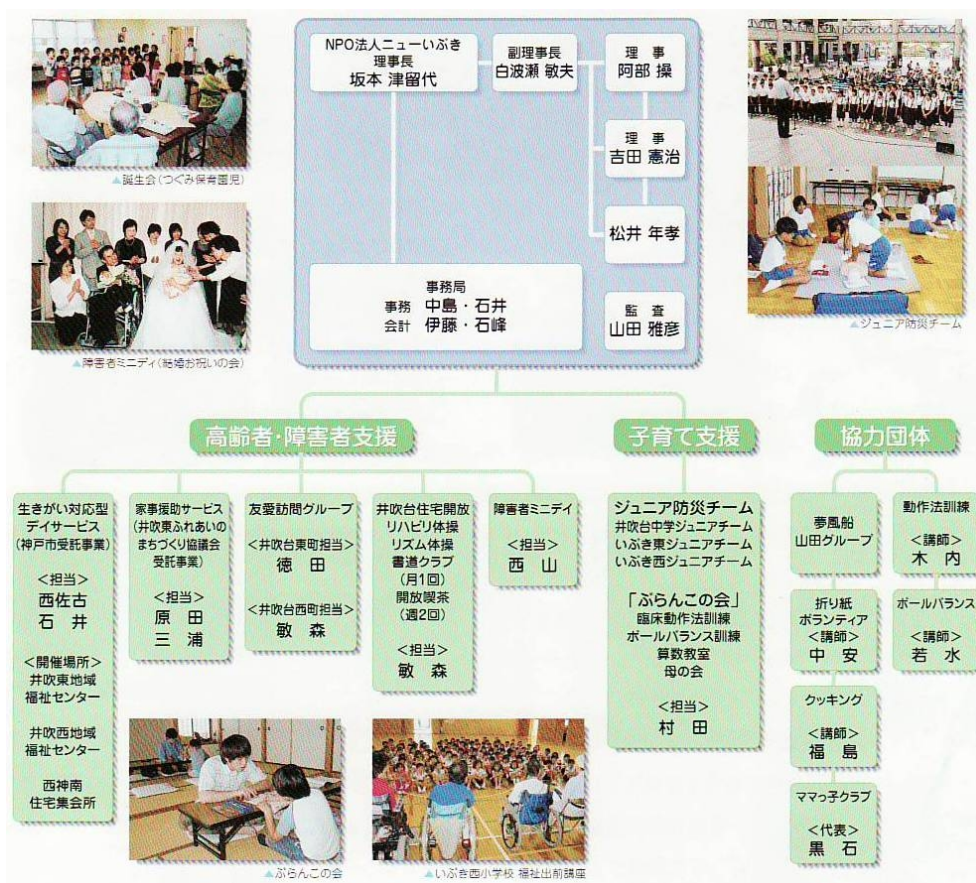 NPO法人ニューいぶき
理事長
坂本 津留代
副理事長
白波瀬 敏夫
理 事
阿部 操
理 事
吉田 憲治
松井 年孝
事務局
事務 中島・石井
会計 伊藤・石峰
監 査
山田 雅彦
▲誕生会(つぐみ保育園児)
▲障害者ミニデイ(結婚お祝いの会)
▲ジュニア防災チーム
高齢者・障害者支援
子育て支援
協力団体
生きがい対応型
デイサービス
(神戸市受託事業)
<担当>
西佐古
石 井
<開催場所>
井吹東地域
福祉センター
井吹西地域
福祉センター
西神南
住宅集会所
家事援助サービス
(井吹東ふれあいの
まちづくり協議会
受託事業)
<担当>
原 田
三 浦
友愛訪問グループ
<井吹台東町担当>
徳 田
<井吹台西町担当>
敏 森
井吹台住宅開放
リハビリ体操
リズム体操
書道クラブ
(月1回)
開放喫茶
(週2回)
<担当>
敏 森
障害者ミニデイ
<担当>
西 山
ジュニア防災チーム
井吹台中学ジュニアチーム
いぶき東ジュニアチーム
いぶき西ジュニアチーム
「ぶらんこの会」
臨床動作法訓練
ボールバランス訓練
算数教室
母の会
<担当>
村 田
夢風船
山田グループ
折り紙
ボランティア
<講師>
中 安
クッキング
<講師>
福 島
ママっ子クラブ
<代表>
黒 石
動作法訓練
<講師>
木 内
ボールバランス
<講師>
若 水
▲ぶらんこの会
▲いぶき西小学校 福祉出前講座